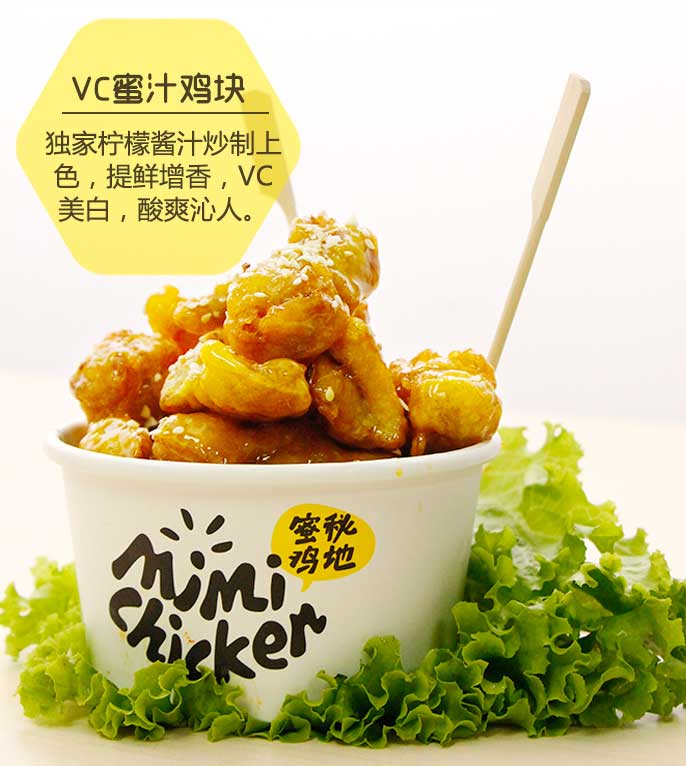 VC蜜汁鸡块
独家柠檬酱汁炒制上
色，提鲜增香，VC
美白，酸爽沁人。
蜜秘
鸡地
mimi
chicker